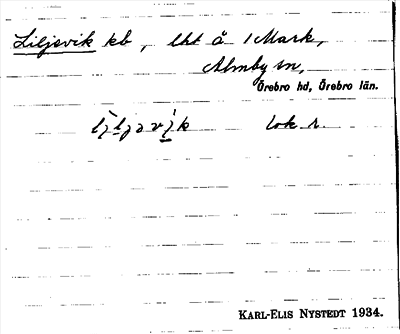 Liljevik kb, lht å 1 Mark,
Almby sn,
Örebro hd, Örebro län.
lok. r.
KARL-ELIS NYSTEDT 1934.